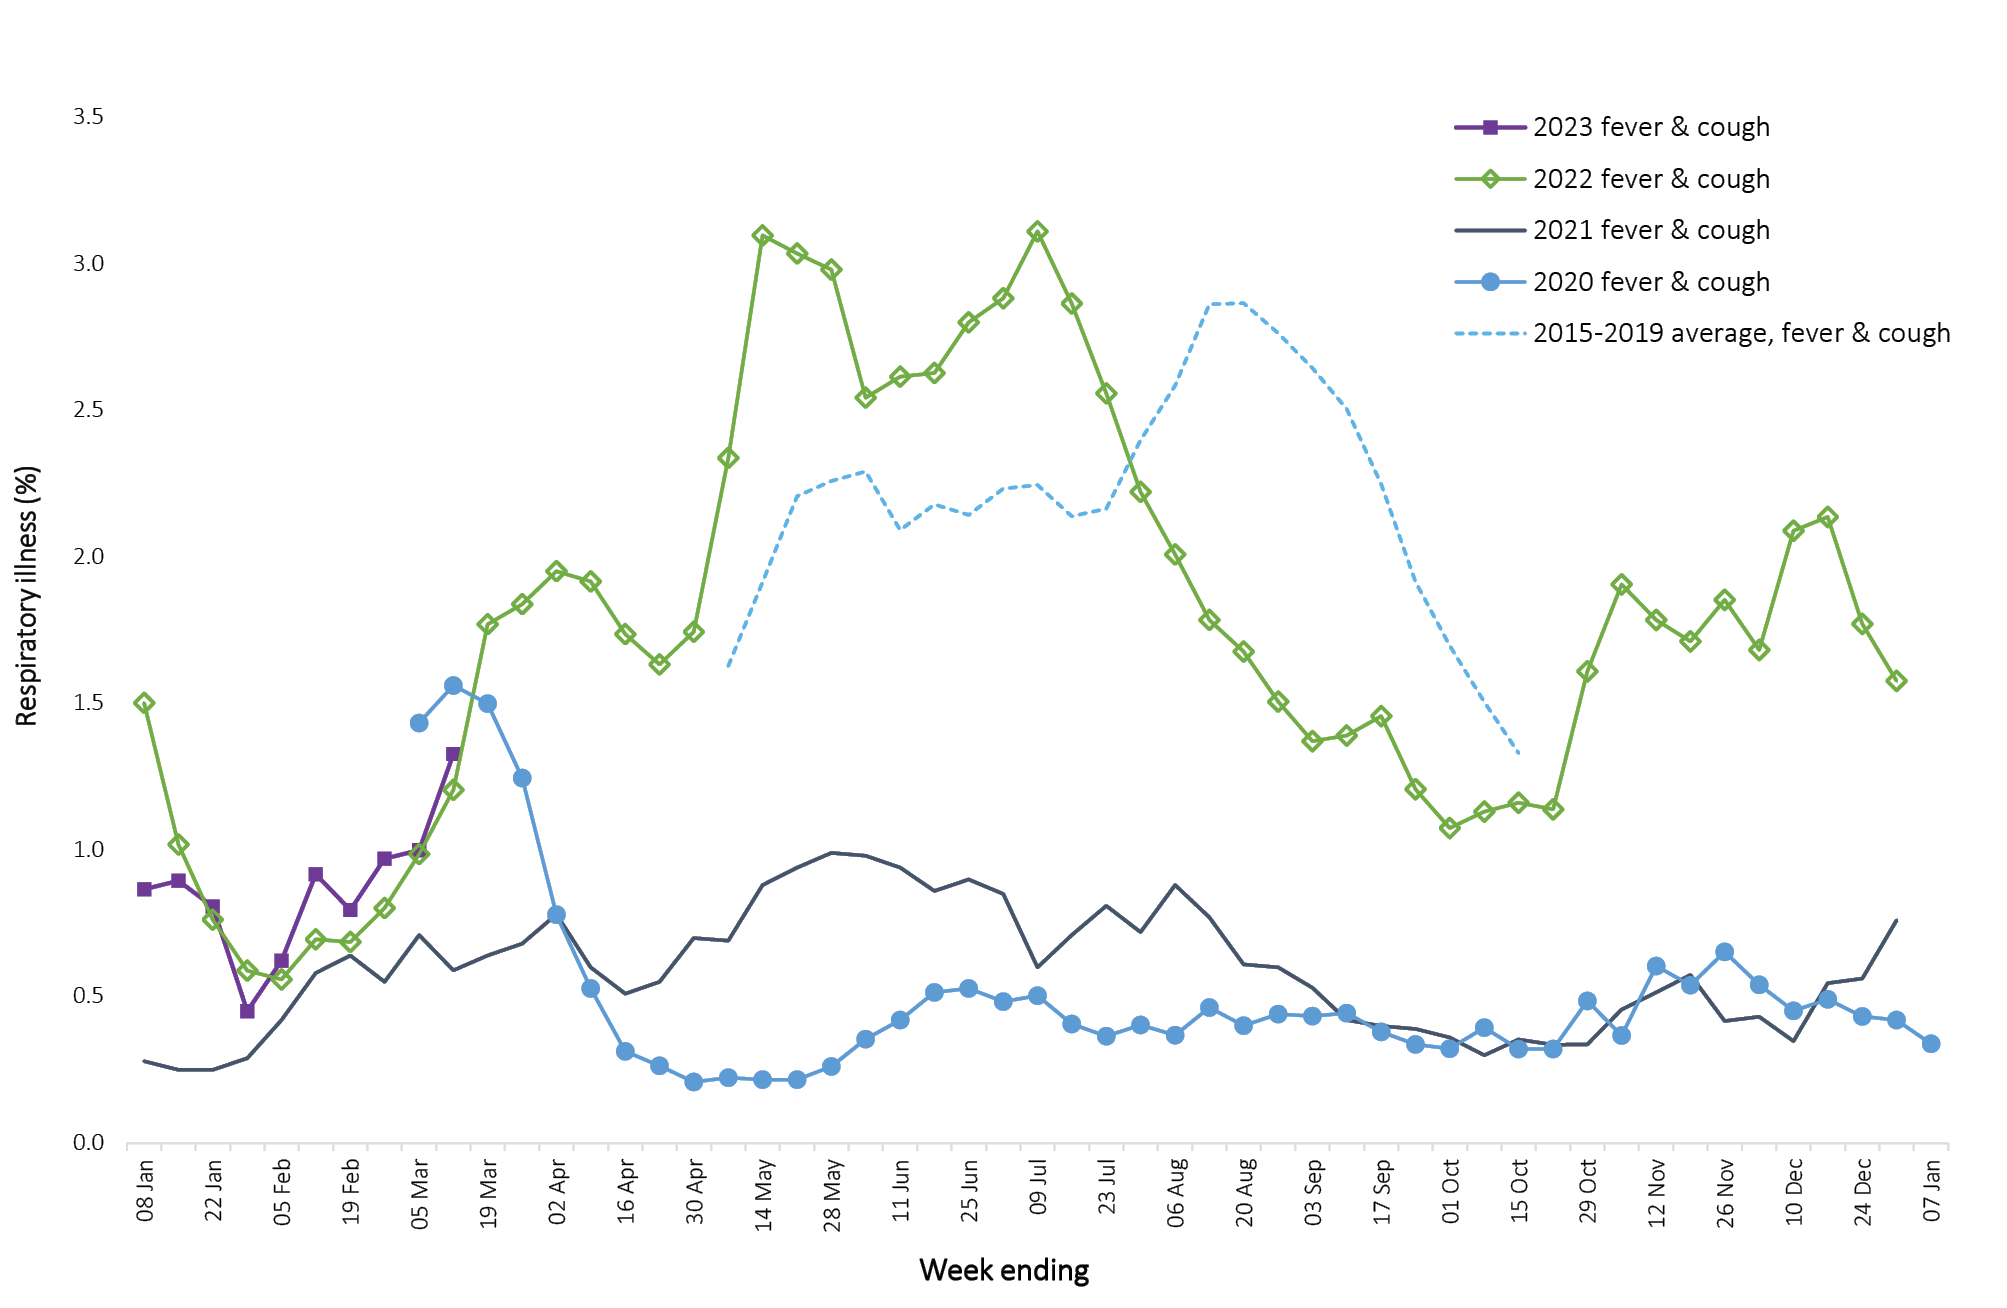 3.5
3.0
2.5
2.0
1.5
1.0
0.5
0.0
Respiratory illness (%)
2023 fever & cough
2022 fever & cough
2021 fever & cough
2020 fever & cough
2015-2019 average, fever & cough
08 Jan
22 Jan
05 Feb
19 Feb
05 Mar
19 Mar
02 Apr
16 Apr
30 Apr
14 May
28 May
11 Jun
25 Jun
09 Jul
23 Jul
06 Aug
20 Aug
03 Sep
17 Sep
01 Oct
15 Oct
29 Oct
12 Nov
26 Nov
10 Dec
24 Dec
07 Jan
Week ending